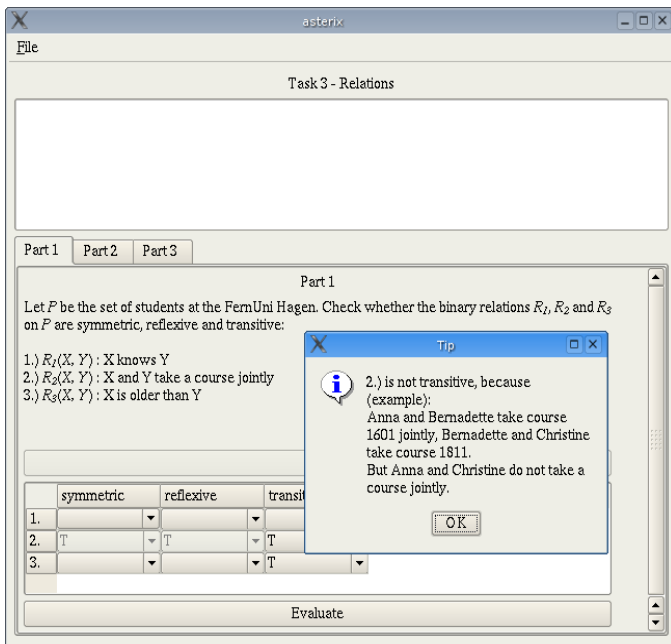 asterix
File
Task 3 - Relations
Part 1
Part 2
Part 3
Part 1
Let P be the set of students at the FernUni Hagen. Check whether the binary relations R1, R2 and R3
on P are symmetric, reflexive and transitive:
1.) R1(X, Y) : X knows Y
2.) R2(X, Y) : X and Y take a course jointly
3.) R3(X, Y) : X is older than Y
Tip
2.) is not transitive, because
(example):
Anna and Bernadette take course
1601 jointly, Bernadette and Christine
take course 1811.
But Anna and Christine do not take a
course jointly.
OK
symmetric reflexive transit
1.
2. T T T
3. T
Evaluate